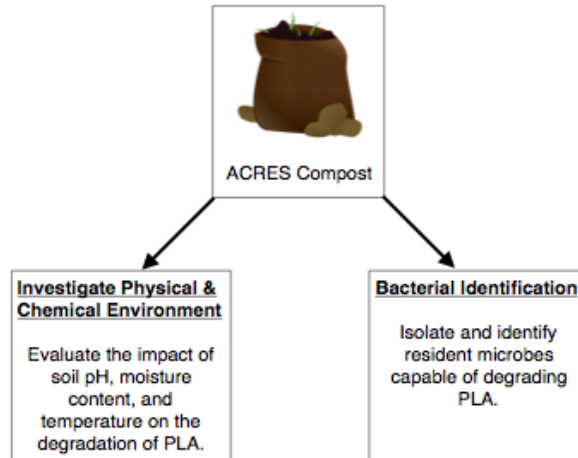 ACRES Compost
Investigate Physical &
Chemical Environment
Evaluate the impact of
soil pH, moisture
content, and
temperature on the
degradation of PLA.
Bacterial Identification
Isolate and identify
resident microbes
capable of degrading
PLA.